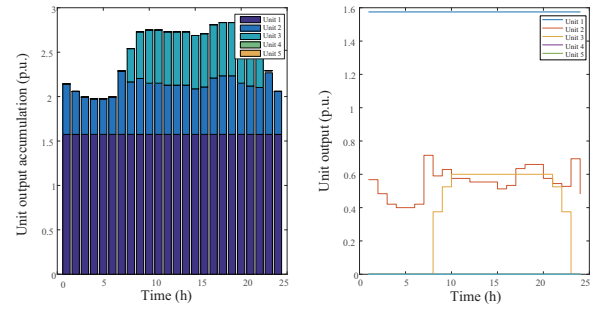 3
2.5
2
1.5
1
0.5
0
Unit output accumulation (p.u.)
Unit 1
Unit 2
Unit 3
Unit 4
Unit 5
0 5 10 15 20 25
Time (h)
1.6
1.4
1.2
1
0.8
0.6
0.4
0.2
0
Unit output (p.u.)
Unit 1
Unit 2
Unit 3
Unit 4
Unit 5
0 5 10 15 20 25
Time (h)